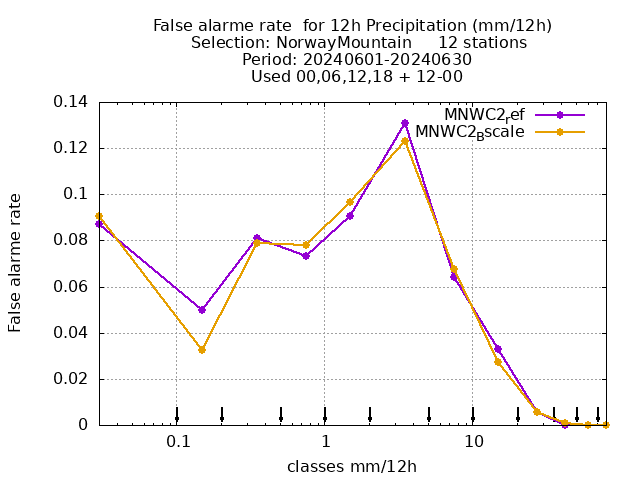 False alarme rate  for 12h Precipitation (mm/12h)
Selection: NorwayMountain     12 stations
Period: 20240601-20240630
Used 00,06,12,18 + 12-00
MNWC2ref
MNWC2Bscale
0.14
0.12
0.1
0.08
0.06
0.04
0.02
0
False alarme rate
0.1
1
10
classes mm/12h